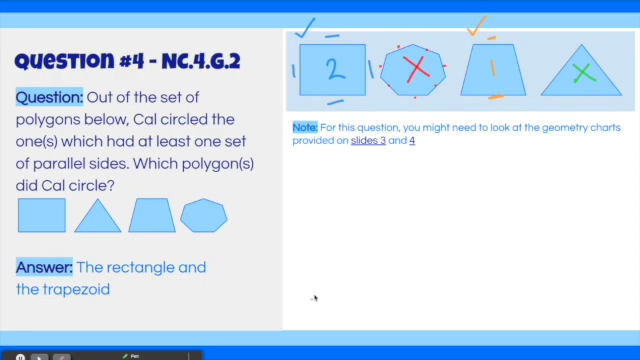 Question #4 - NC.4.G.2
Question: Out of the set of
polygons below, Cal circled the
one(s) which had at least one set
of parallel sides. Which polygon(s)
did Cal circle?
Answer: The rectangle and
the trapezoid
2
1
Note: For this question, you might need to look at the geometry charts
provided on slides 3 and 4
Pen